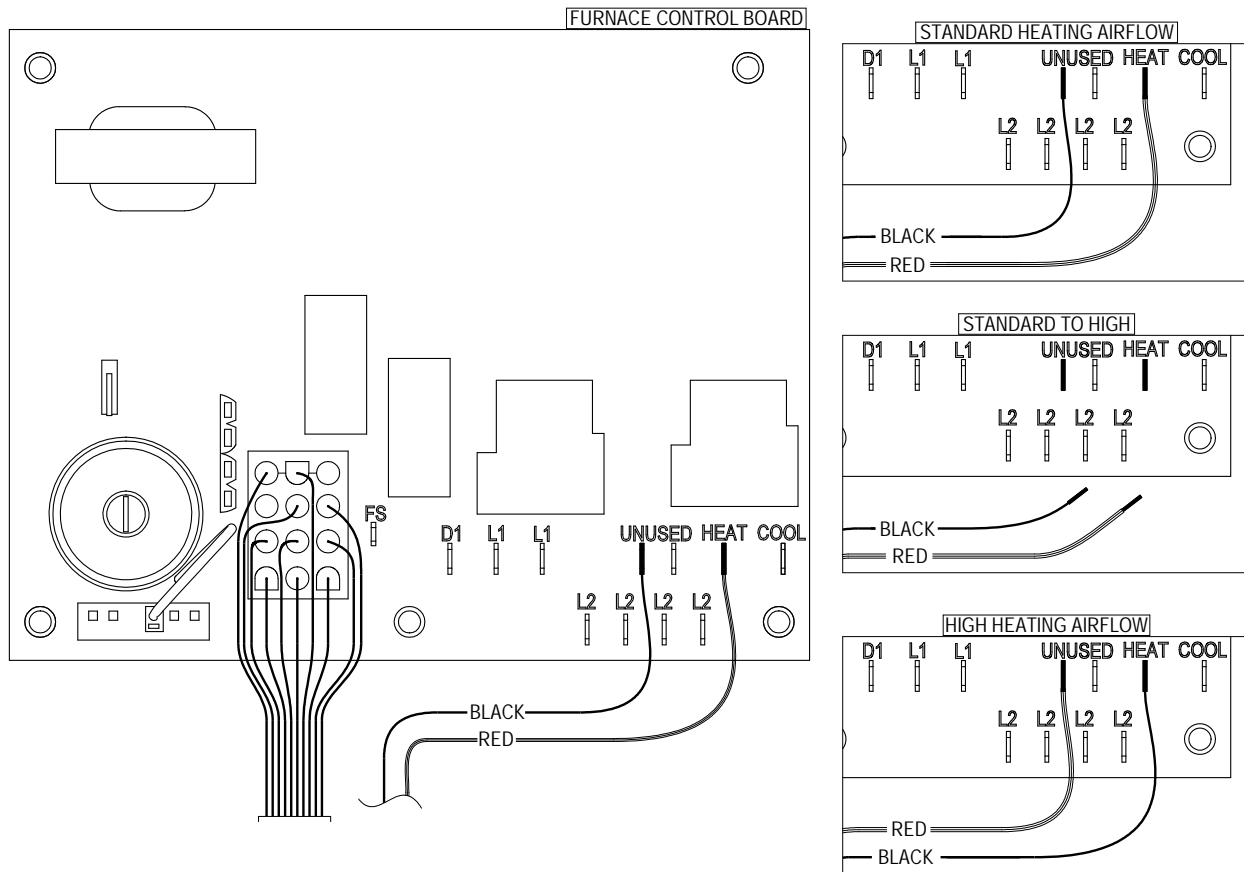 FURNACE CONTROL BOARD
FS
D1 L1 L1 UNUSED HEAT COOL
L2 L2 L2 L2
BLACK
RED
STANDARD HEATING AIRFLOW
D1 L1 L1 UNUSED HEAT COOL
L2 L2 L2 L2
BLACK
RED
STANDARD TO HIGH
D1 L1 L1 UNUSED HEAT COOL
L2 L2 L2 L2
BLACK
RED
HIGH HEATING AIRFLOW
D1 L1 L1 UNUSED HEAT COOL
L2 L2 L2 L2
RED
BLACK